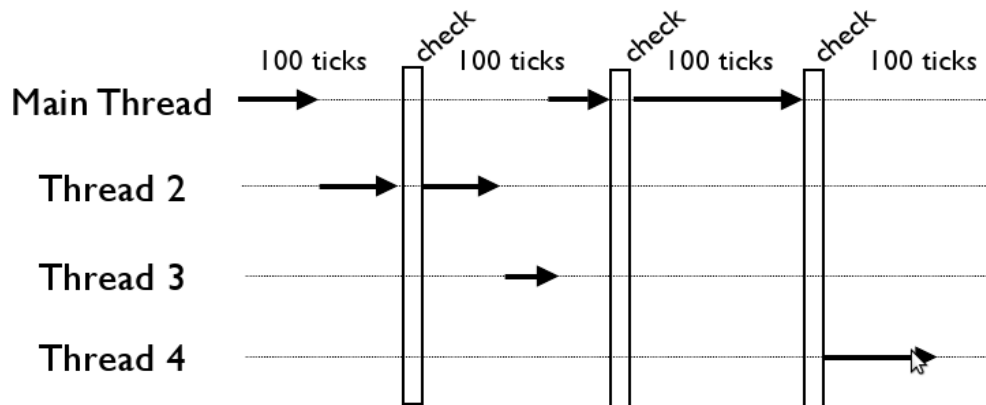 check check check
100 ticks 100 ticks 100 ticks 100 ticks
Main Thread
Thread 2
Thread 3
Thread 4